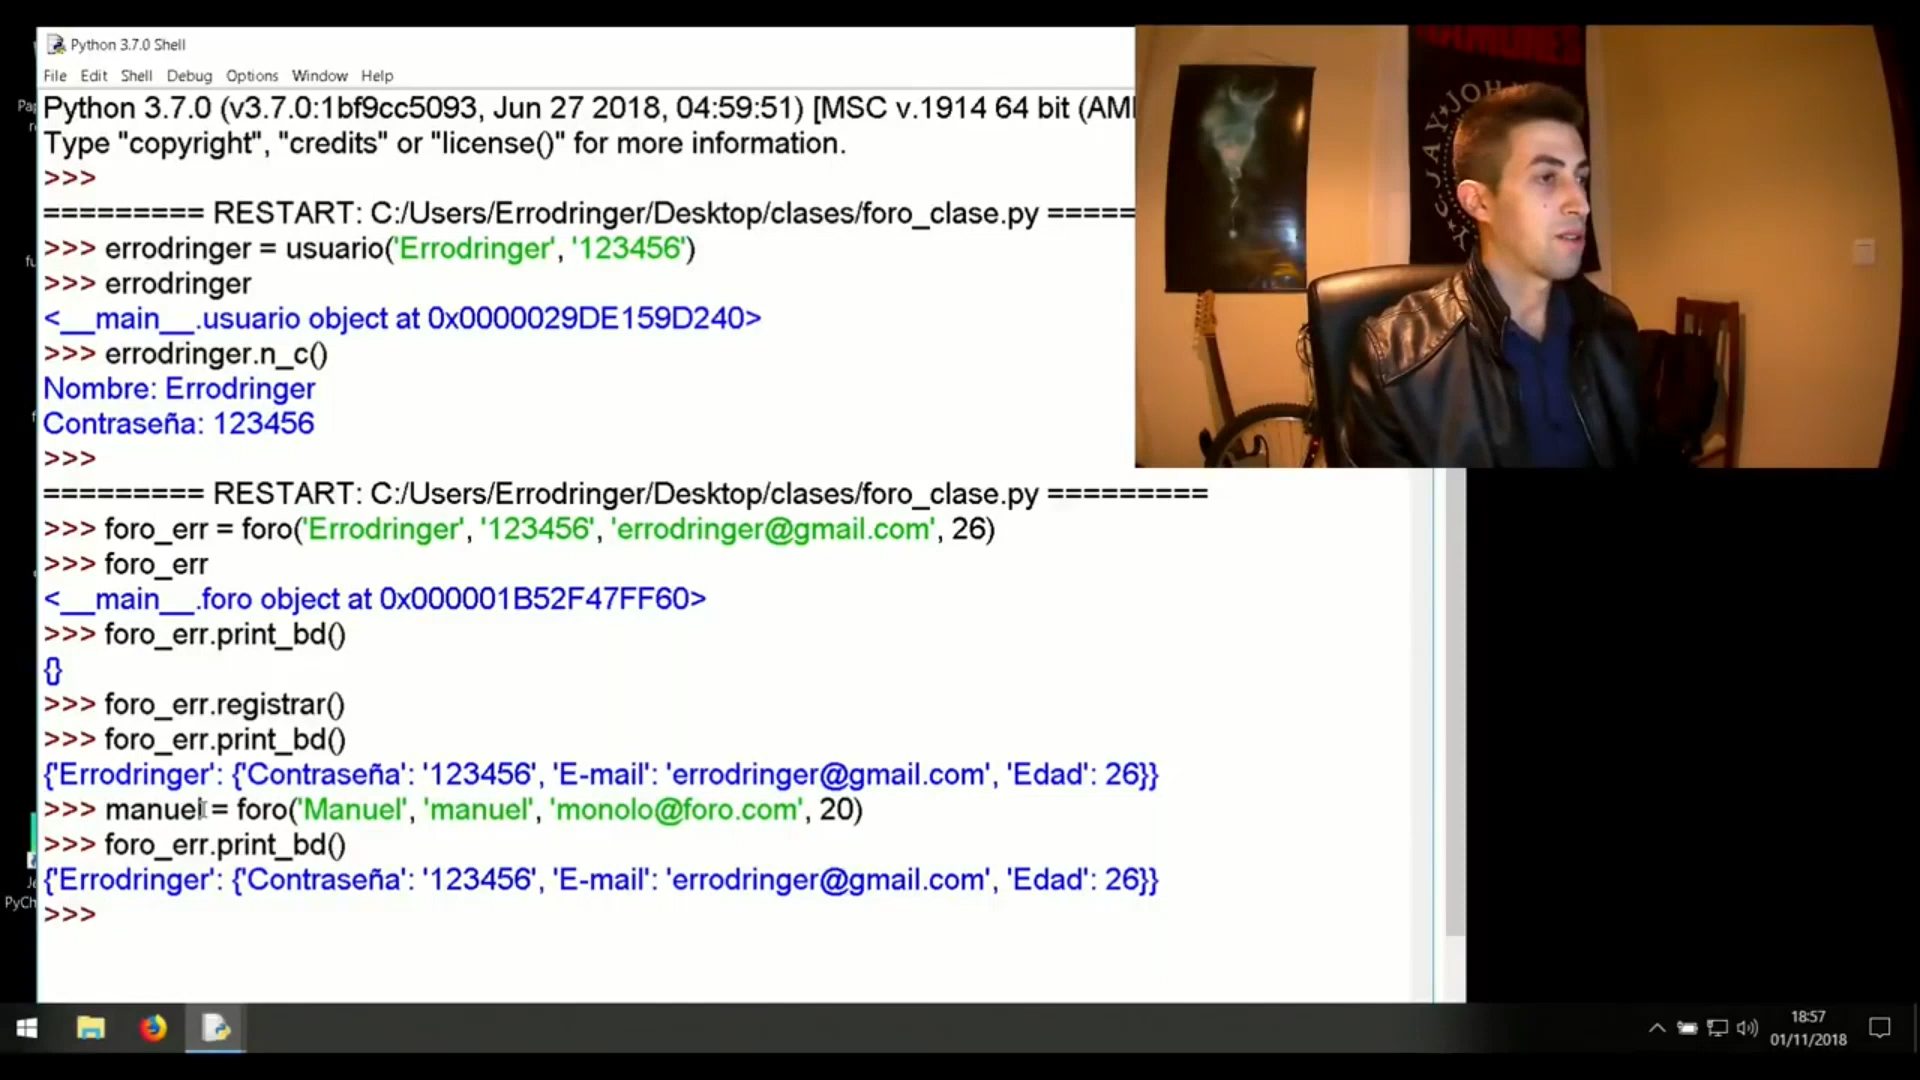 Python 3.7.0 Shell
File Edit Shell Debug Options Window Help
Python 3.7.0 (v3.7.0:1bf9cc5093, Jun 27 2018, 04:59:51) [MSC v.1914 64 bit (AM
Type "copyright", "credits" or "license()" for more information.
>>>
========= RESTART: C:/Users/Errodringer/Desktop/clases/foro_clase.py =====
>>> errodringer = usuario('Errodringer', '123456')
>>> errodringer
<__main__.usuario object at 0x0000029DE159D240>
>>> errodringer.n_c()
Nombre: Errodringer
Contraseña: 123456
>>>
========= RESTART: C:/Users/Errodringer/Desktop/clases/foro_clase.py =========
>>> foro_err = foro('Errodringer', '123456', 'errodringer@gmail.com', 26)
>>> foro_err
<__main__.foro object at 0x000001B52F47FF60>
>>> foro_err.print_bd()
{}
>>> foro_err.registrar()
>>> foro_err.print_bd()
{'Errodringer': {'Contraseña': '123456', 'E-mail': 'errodringer@gmail.com', 'Edad': 26}}
>>> manuel = foro('Manuel', 'manuel', 'monolo@foro.com', 20)
>>> foro_err.print_bd()
{'Errodringer': {'Contraseña': '123456', 'E-mail': 'errodringer@gmail.com', 'Edad': 26}}
>>>
PyCh
RAMONES
C.JAY JOH
18:57
01/11/2018